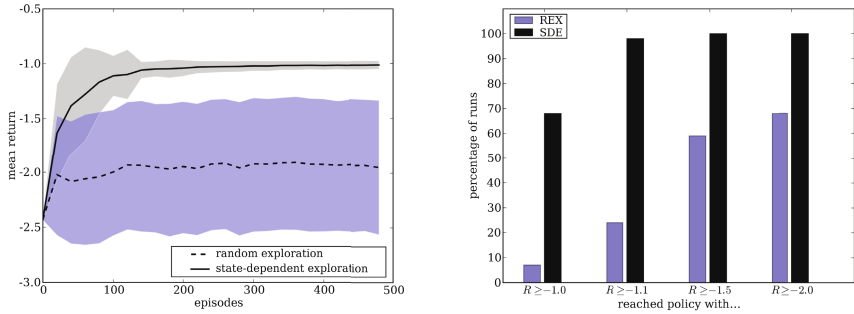 -0.5
-1.0
-1.5
-2.0
-2.5
-3.0
mean return
random exploration
state-dependent exploration
0 100 200 300 400 500
episodes
REX
SDE
100
90
80
70
60
50
40
30
20
10
0
percentage of runs
R ≥−1.0 R ≥−1.1 R ≥−1.5 R ≥−2.0
reached policy with...